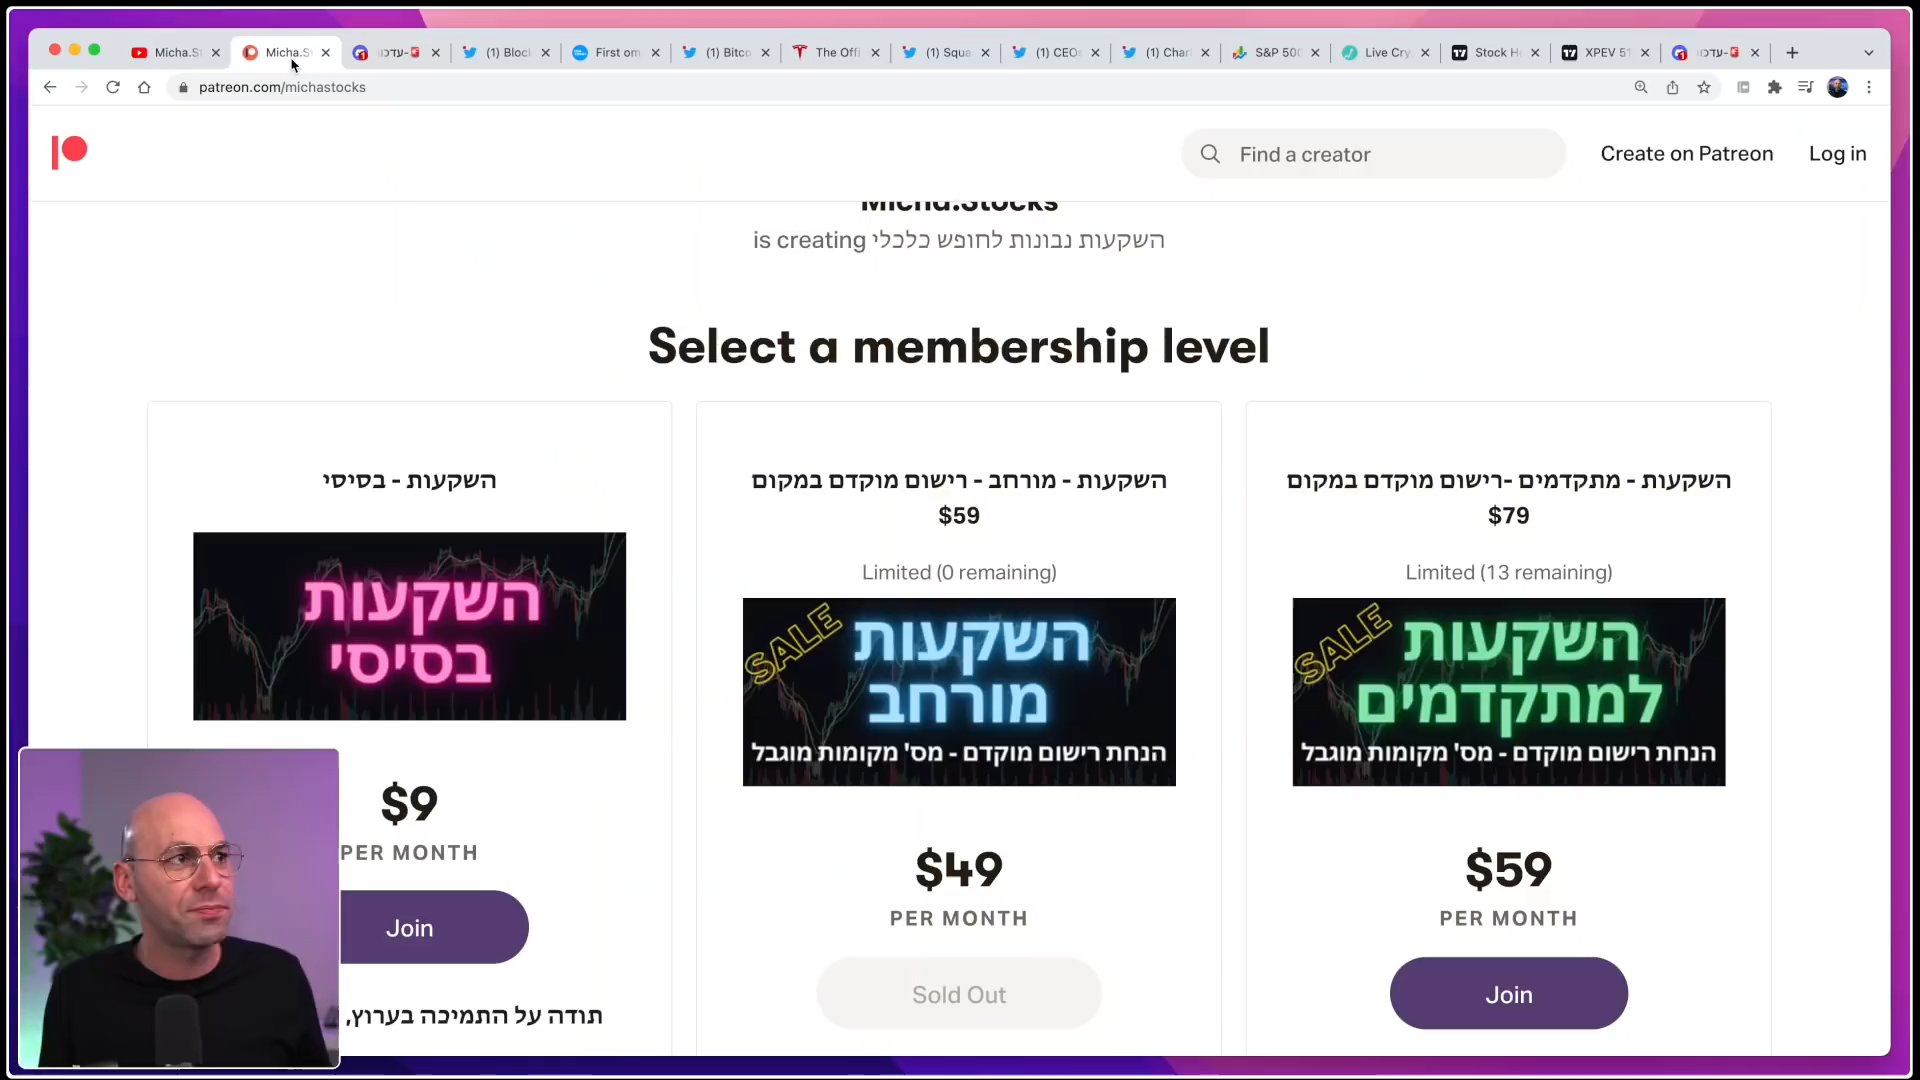 Micha.S
Micha.S
עדכו-
(1) Bloc
First om
(1) Bitco
The Offi
(1) Squa
(1) CEO
(1) Char
S&P 500
Live Cry
Stock H
XPEV 51
עדכו-
patreon.com/michastocks
Find a creator
Create on Patreon
Log in
Micha.Stocks
is creating השקעות נבונות לחופש כלכלי
Select a membership level
השקעות - בסיסי
השקעות
בסיסי
$9
PER MONTH
Join
תודה על התמיכה בערוץ,
השקעות - מורחב - רישום מוקדם במקום
$59
Limited (0 remaining)
SALE
השקעות
מורחב
הנחת רישום מוקדם - מס' מקומות מוגבל
$49
PER MONTH
Sold Out
השקעות - מתקדמים -רישום מוקדם במקום
$79
Limited (13 remaining)
SALE
השקעות
למתקדמים
הנחת רישום מוקדם - מס' מקומות מוגבל
$59
PER MONTH
Join